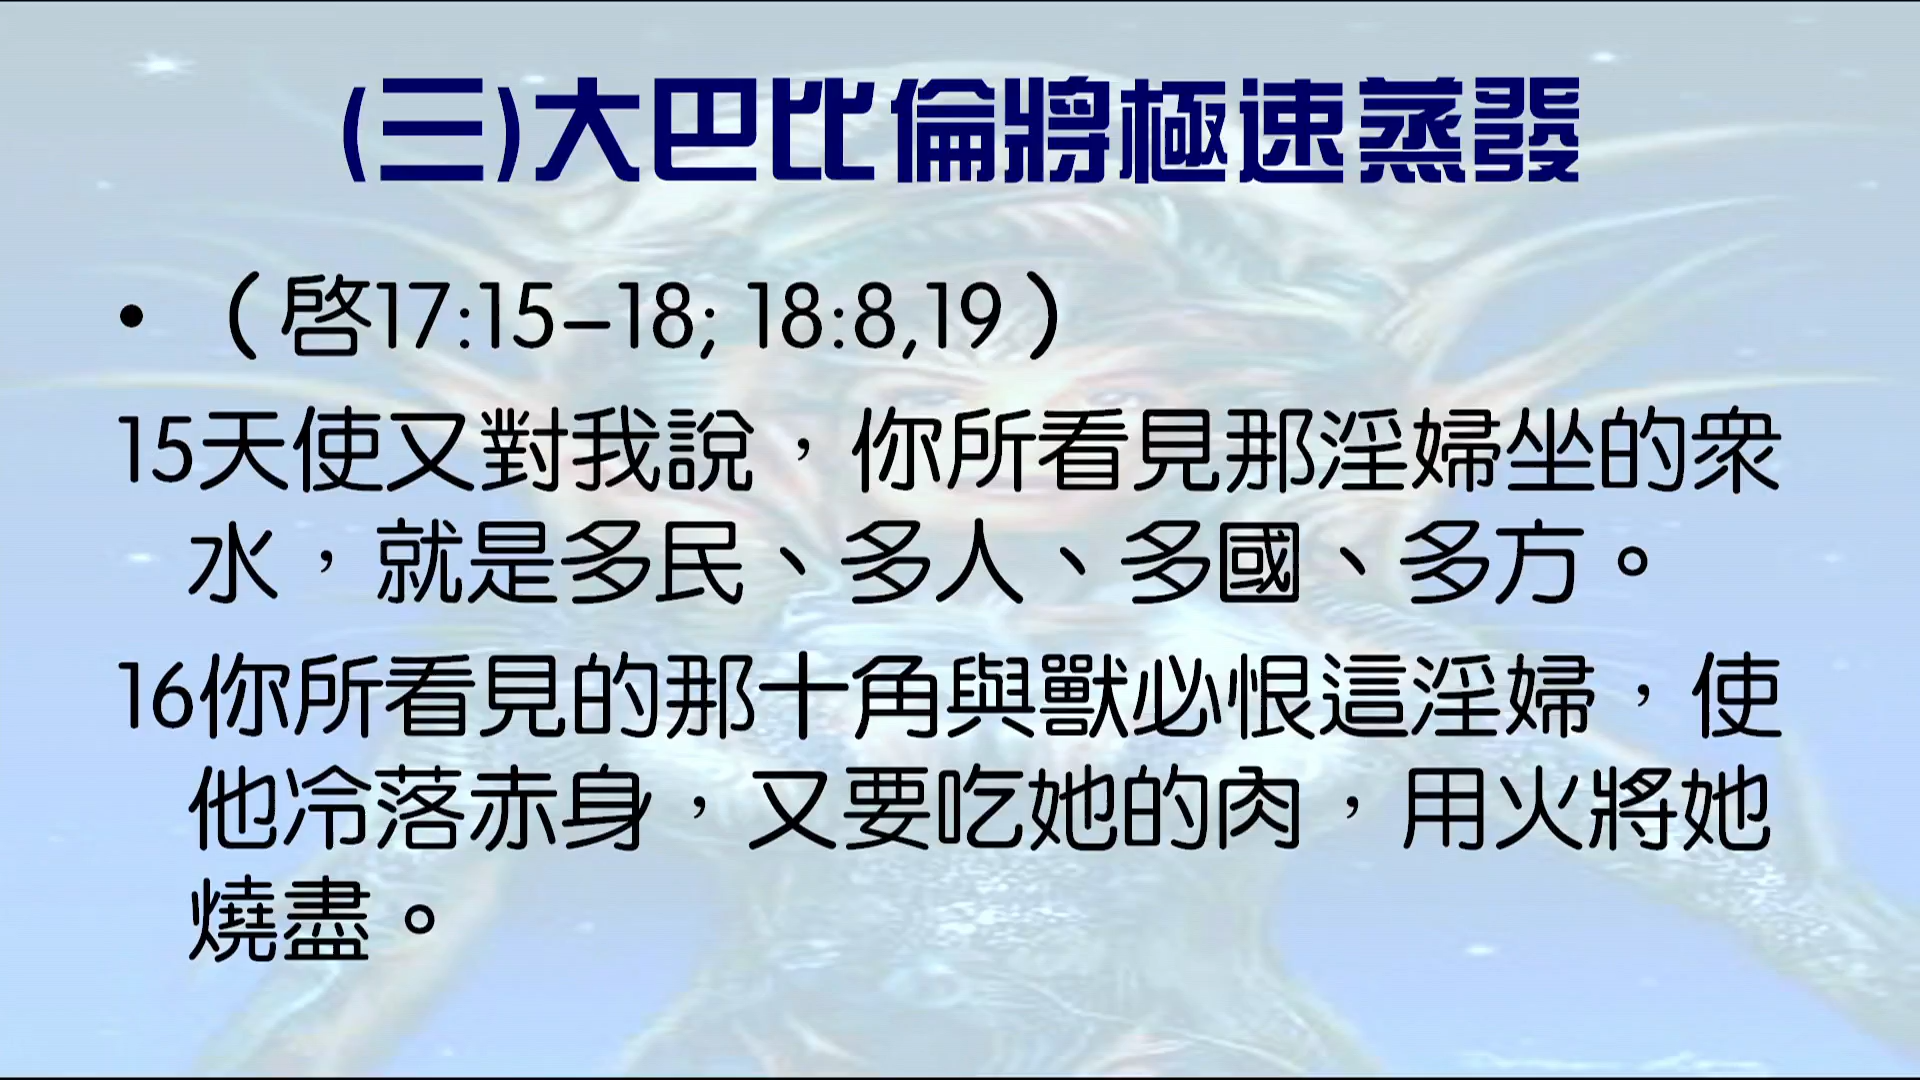 (三)大巴比倫將極速蒸發
• （啓17:15–18; 18:8,19）
15天使又對我說，你所看見那淫婦坐的衆
水，就是多民、多人、多國、多方。
16你所看見的那十角與獸必恨這淫婦，使
他冷落赤身，又要吃她的肉，用火將她
燒盡。